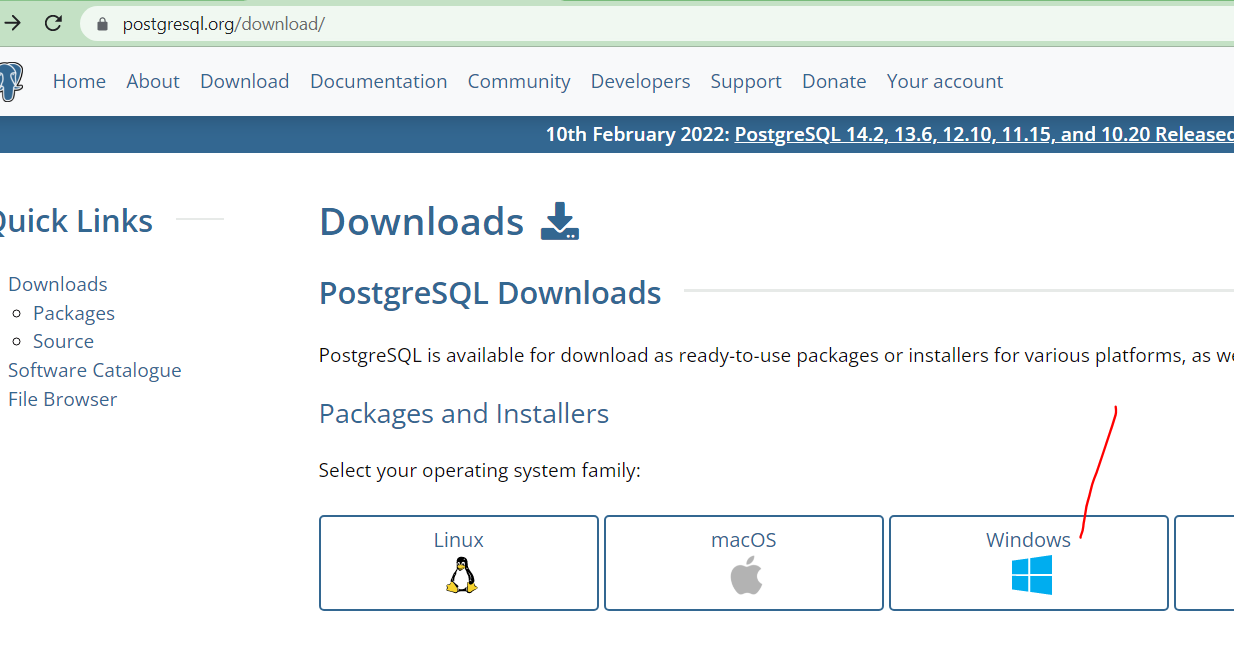 postgresql.org/download/
Home About Download Documentation Community Developers Support Donate Your account
10th February 2022: PostgreSQL 14.2, 13.6, 12.10, 11.15, and 10.20 Released
Quick Links
Downloads
Packages
Source
Software Catalogue
File Browser
Downloads
PostgreSQL Downloads
PostgreSQL is available for download as ready-to-use packages or installers for various platforms, as
Packages and Installers
Select your operating system family:
Linux
macOS
Windows